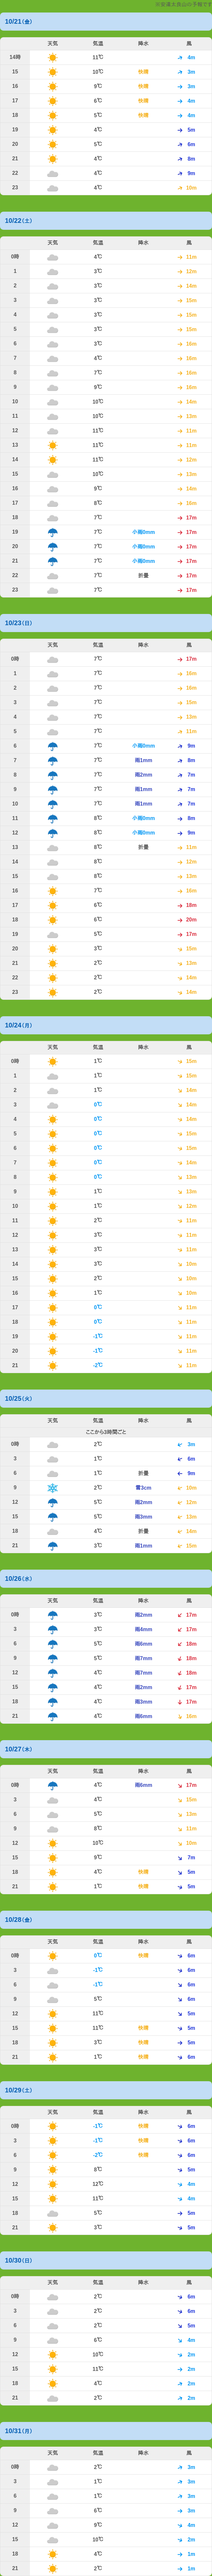 ※安達太良山の予報です
10/21(金)
天気 気温 降水 風
14時 11℃ 4m
15 10℃ 快晴 3m
16 9℃ 快晴 3m
17 6℃ 快晴 4m
18 5℃ 快晴 4m
19 4℃ 5m
20 5℃ 6m
21 4℃ 8m
22 4℃ 9m
23 4℃ 10m
10/22(土)
天気 気温 降水 風
0時 4℃ 11m
1 3℃ 12m
2 3℃ 14m
3 3℃ 15m
4 3℃ 15m
5 3℃ 15m
6 3℃ 16m
7 4℃ 16m
8 7℃ 16m
9 9℃ 16m
10 10℃ 14m
11 10℃ 13m
12 11℃ 11m
13 11℃ 11m
14 11℃ 12m
15 10℃ 13m
16 9℃ 14m
17 8℃ 16m
18 7℃ 17m
19 7℃ 小雨0mm 17m
20 7℃ 小雨0mm 17m
21 7℃ 小雨0mm 17m
22 7℃ 折畳 17m
23 7℃ 17m
10/23(日)
天気 気温 降水 風
0時 7℃ 17m
1 7℃ 16m
2 7℃ 16m
3 7℃ 15m
4 7℃ 13m
5 7℃ 11m
6 7℃ 小雨0mm 9m
7 7℃ 雨1mm 8m
8 7℃ 雨2mm 7m
9 7℃ 雨1mm 7m
10 7℃ 雨1mm 7m
11 8℃ 小雨0mm 8m
12 8℃ 小雨0mm 9m
13 8℃ 折畳 11m
14 8℃ 12m
15 8℃ 13m
16 7℃ 16m
17 6℃ 18m
18 6℃ 20m
19 5℃ 17m
20 3℃ 15m
21 2℃ 13m
22 2℃ 14m
23 2℃ 14m
10/24(月)
天気 気温 降水 風
0時 1℃ 15m
1 1℃ 15m
2 1℃ 14m
3 0℃ 14m
4 0℃ 14m
5 0℃ 15m
6 0℃ 15m
7 0℃ 14m
8 0℃ 13m
9 1℃ 13m
10 1℃ 12m
11 2℃ 11m
12 3℃ 11m
13 3℃ 11m
14 3℃ 10m
15 2℃ 10m
16 1℃ 10m
17 0℃ 11m
18 0℃ 11m
19 -1℃ 11m
20 -1℃ 11m
21 -2℃ 11m
10/25(火)
天気 気温 降水 風
ここから3時間ごと
0時 2℃ 3m
3 1℃ 6m
6 1℃ 折畳 9m
9 2℃ 雪3cm 10m
12 5℃ 雨2mm 12m
15 5℃ 雨3mm 13m
18 4℃ 折畳 14m
21 3℃ 雨1mm 15m
10/26(水)
天気 気温 降水 風
0時 3℃ 雨2mm 17m
3 3℃ 雨4mm 17m
6 5℃ 雨6mm 18m
9 5℃ 雨7mm 18m
12 4℃ 雨7mm 18m
15 4℃ 雨2mm 17m
18 4℃ 雨3mm 17m
21 4℃ 雨6mm 16m
10/27(木)
天気 気温 降水 風
0時 4℃ 雨6mm 17m
3 4℃ 15m
6 5℃ 13m
9 8℃ 11m
12 10℃ 10m
15 9℃ 7m
18 4℃ 快晴 5m
21 1℃ 快晴 5m
10/28(金)
天気 気温 降水 風
0時 0℃ 快晴 6m
3 -1℃ 6m
6 -1℃ 6m
9 5℃ 6m
12 11℃ 5m
15 11℃ 快晴 5m
18 3℃ 快晴 5m
21 1℃ 快晴 6m
10/29(土)
天気 気温 降水 風
0時 -1℃ 快晴 6m
3 -1℃ 快晴 6m
6 -2℃ 快晴 6m
9 8℃ 5m
12 12℃ 4m
15 11℃ 4m
18 5℃ 5m
21 3℃ 5m
10/30(日)
天気 気温 降水 風
0時 2℃ 6m
3 2℃ 6m
6 2℃ 5m
9 6℃ 4m
12 10℃ 2m
15 11℃ 2m
18 4℃ 2m
21 2℃ 2m
10/31(月)
天気 気温 降水 風
0時 2℃ 3m
3 1℃ 3m
6 1℃ 3m
9 6℃ 3m
12 9℃ 4m
15 10℃ 2m
18 4℃ 1m
21 2℃ 1m